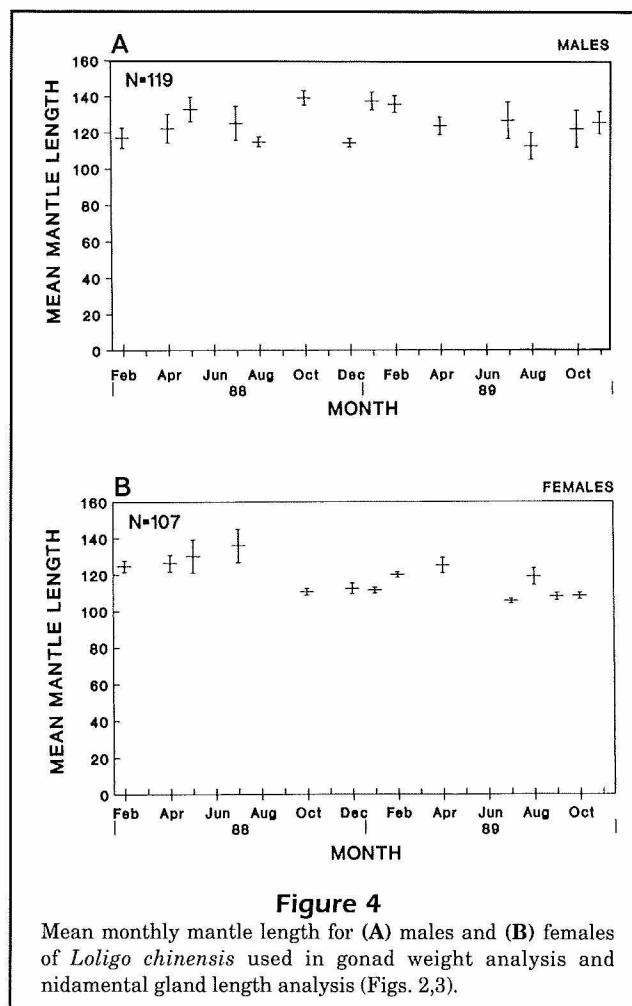 A
MALES
N=119
MEAN MANTLE LENGTH
160
140
120
100
80
60
40
20
0
Feb Apr Jun Aug Oct Dec Feb Apr Jun Aug Oct
88 89
MONTH
B
FEMALES
N=107
MEAN MANTLE LENGTH
160
140
120
100
80
60
40
20
0
Feb Apr Jun Aug Oct Dec Feb Apr Jun Aug Oct
88 89
MONTH
Figure 4
Mean monthly mantle length for (A) males and (B) females
of Loligo chinensis used in gonad weight analysis and
nidamental gland length analysis (Figs. 2,3).